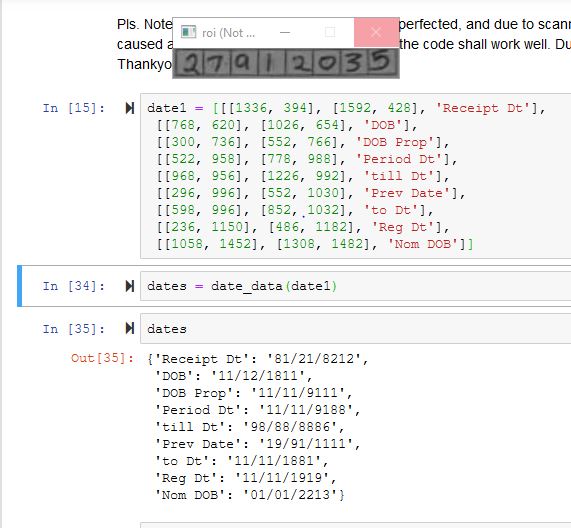 Pls. Note
perfected, and due to scann
caused a
the code shall work well. Du
Thankyo
roi (Not ...
27912035
In [15]:
date1 = [[[1336, 394], [1592, 428], 'Receipt Dt'],
[[768, 620], [1026, 654], 'DOB'],
[[300, 736], [552, 766], 'DOB Prop'],
[[522, 958], [778, 988], 'Period Dt'],
[[968, 956], [1226, 992], 'till Dt'],
[[296, 996], [552, 1030], 'Prev Date'],
[[598, 996], [852, 1032], 'to Dt'],
[[236, 1150], [486, 1182], 'Reg Dt'],
[[1058, 1452], [1308, 1482], 'Nom DOB']]
In [34]:
dates = date_data(date1)
In [35]:
dates
Out[35]:
{'Receipt Dt': '81/21/8212',
'DOB': '11/12/1811',
'DOB Prop': '11/11/9111',
'Period Dt': '11/11/9188',
'till Dt': '98/88/8886',
'Prev Date': '19/91/1111',
'to Dt': '11/11/1881',
'Reg Dt': '11/11/1919',
'Nom DOB': '01/01/2213'}